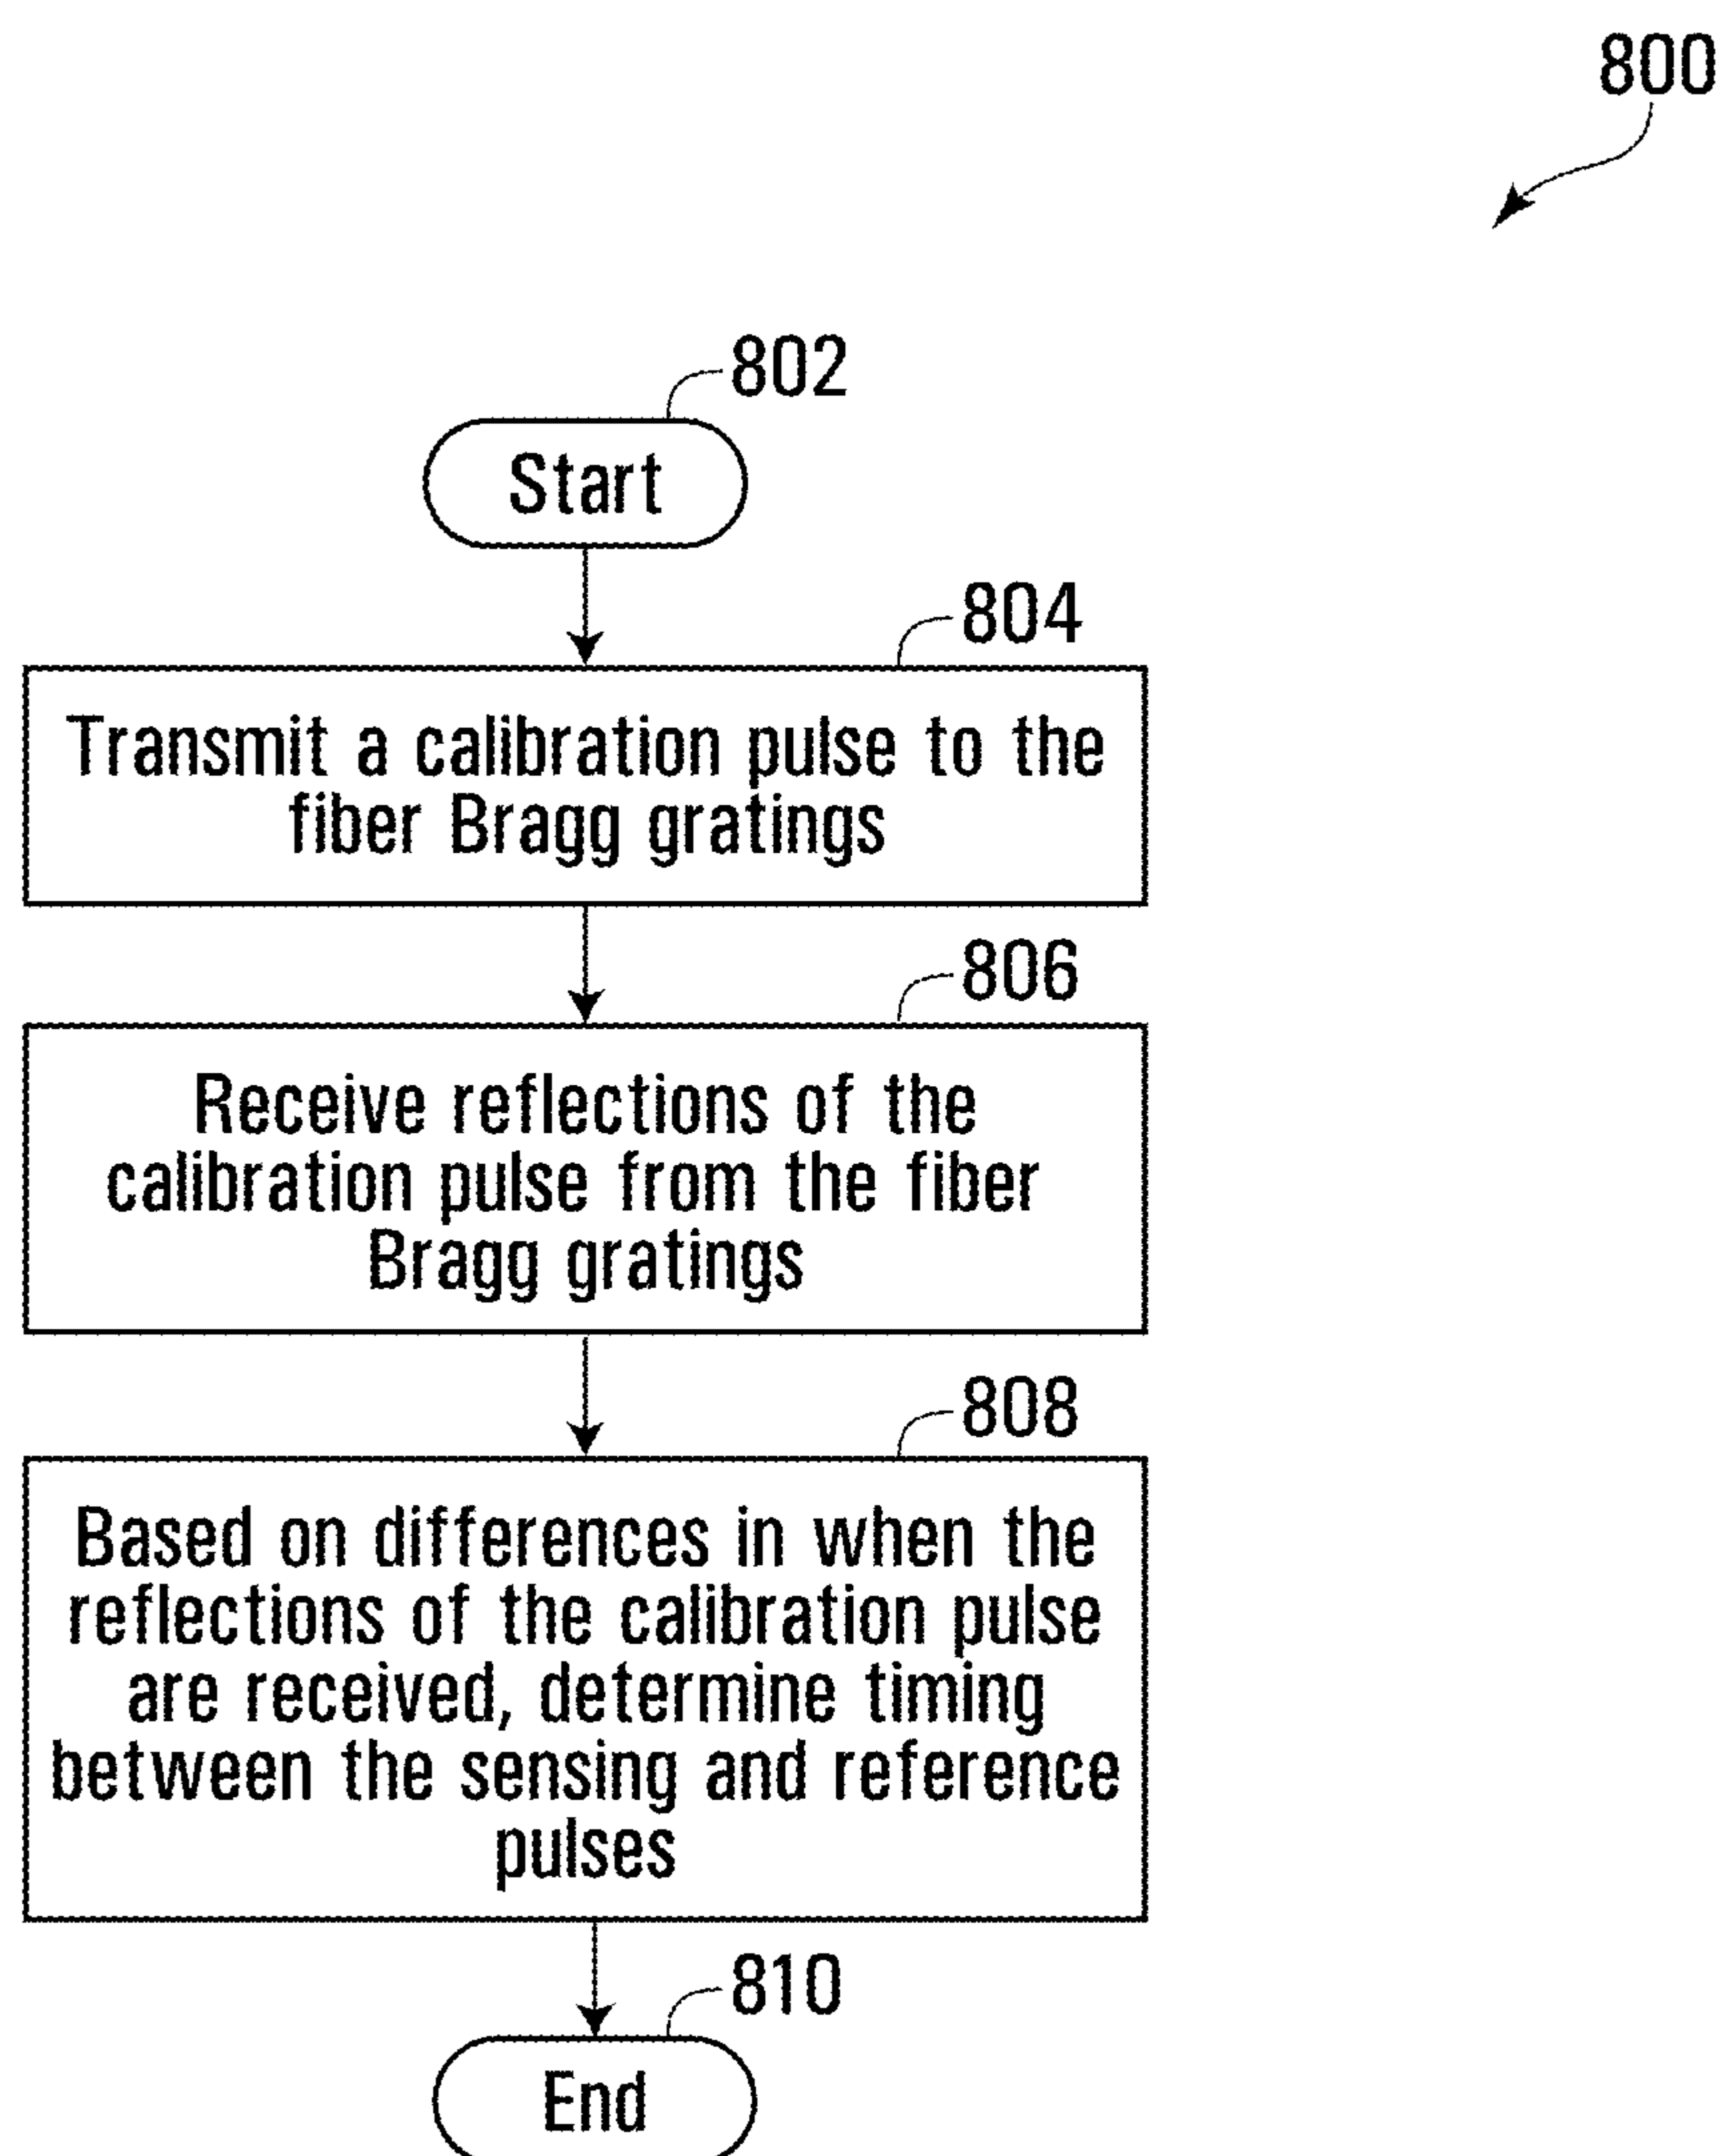 800
802
Start
804
Transmit a calibration pulse to the
fiber Bragg gratings
806
Receive reflections of the
calibration pulse from the fiber
Bragg gratings
808
Based on differences in when the
reflections of the calibration pulse
are received, determine timing
between the sensing and reference
pulses
810
End